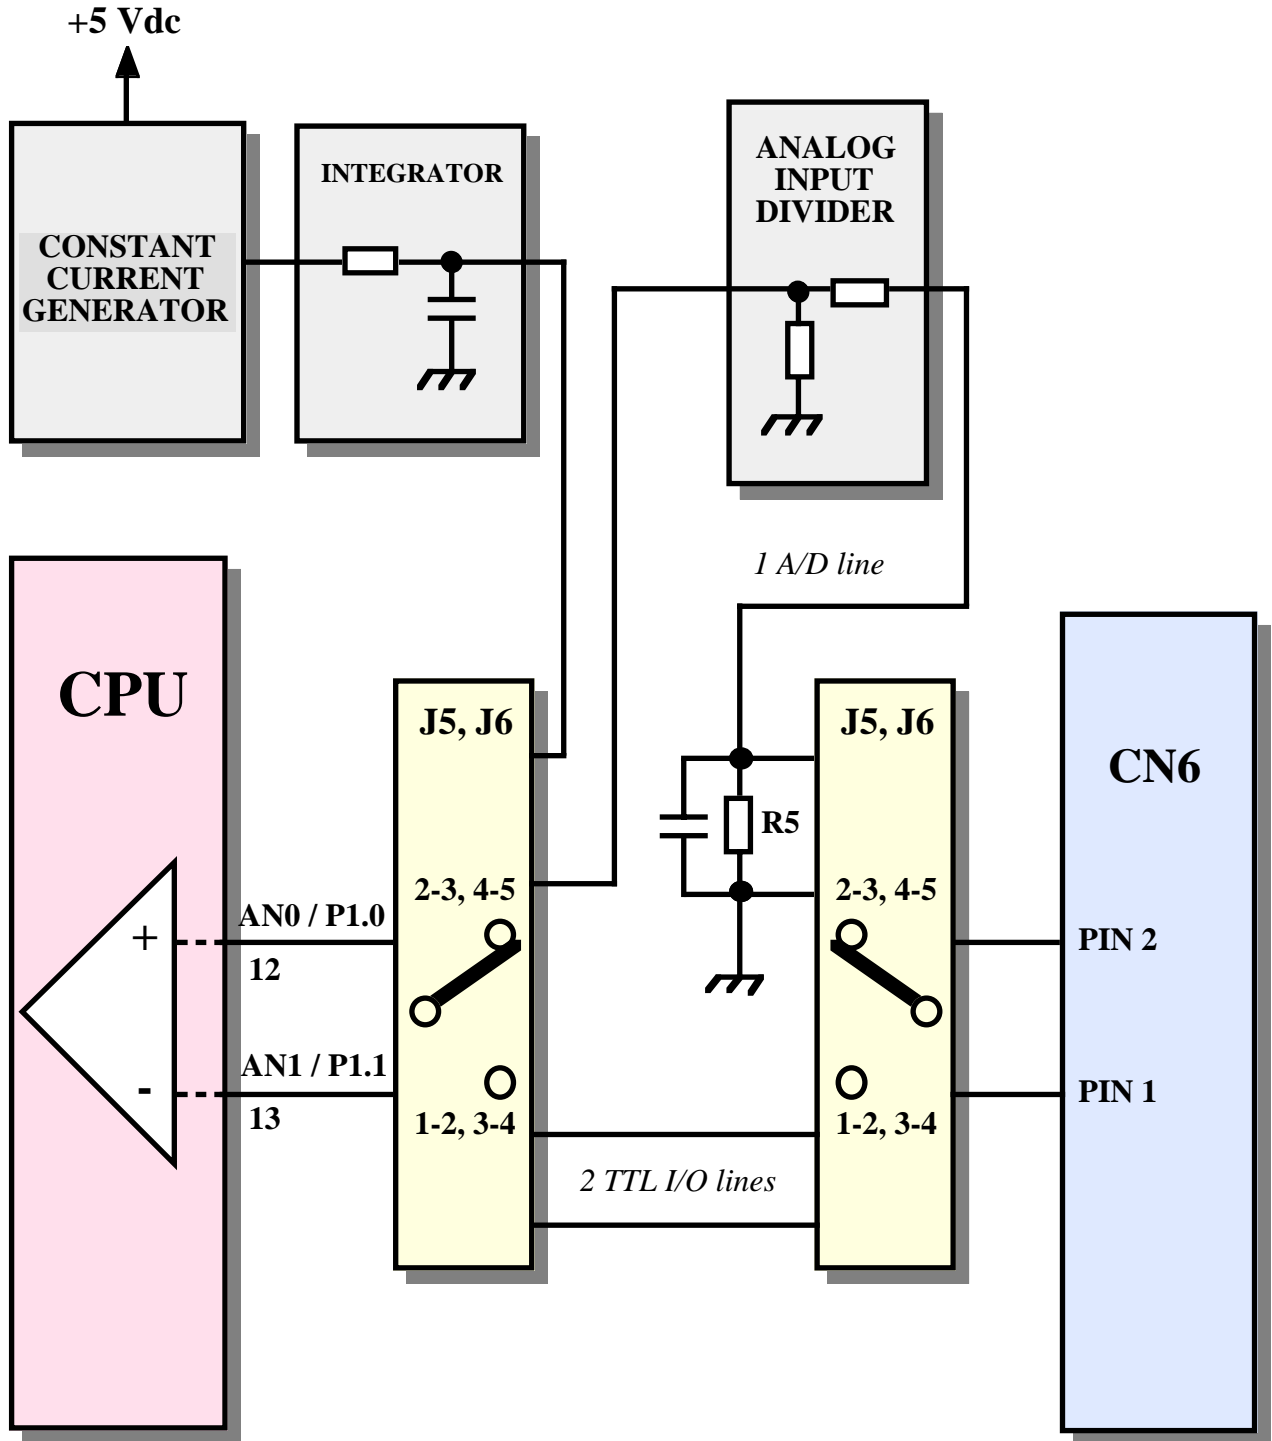 +5 Vdc
CONSTANT
CURRENT
GENERATOR
INTEGRATOR
ANALOG
INPUT
DIVIDER
1 A/D line
CPU
+
-
AN0 / P1.0
12
AN1 / P1.1
13
J5, J6
2-3, 4-5
1-2, 3-4
R5
2 TTL I/O lines
J5, J6
2-3, 4-5
1-2, 3-4
CN6
PIN 2
PIN 1